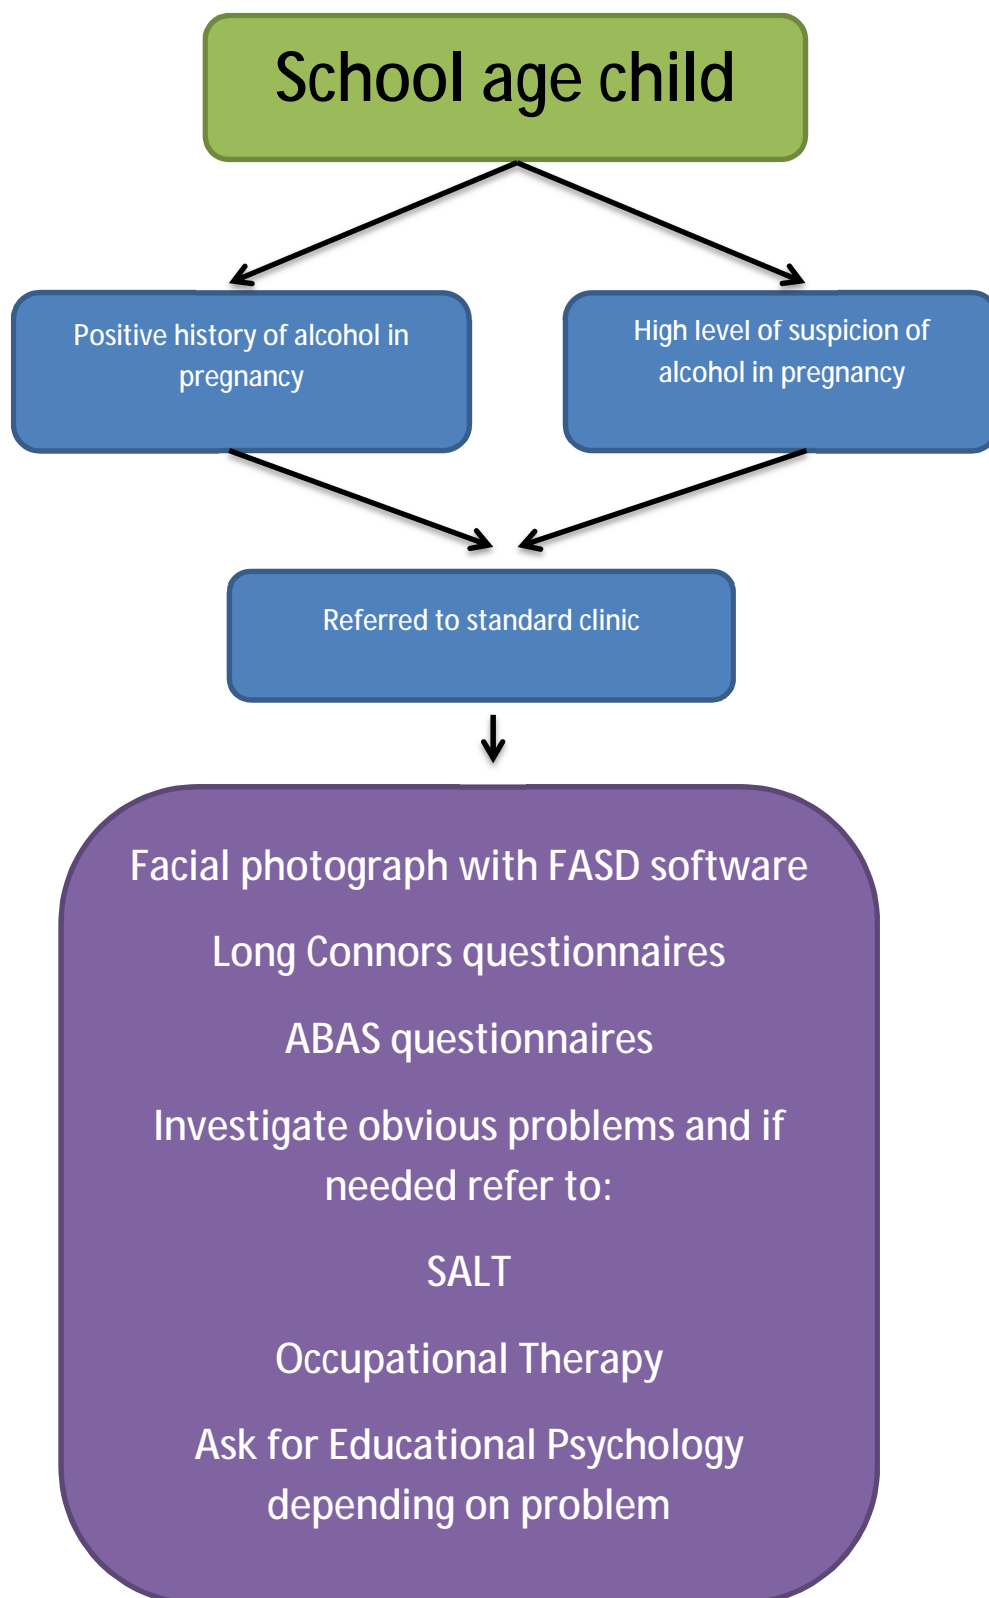 School age child
Positive history of alcohol in
pregnancy
High level of suspicion of
alcohol in pregnancy
Referred to standard clinic
Facial photograph with FASD software
Long Connors questionnaires
ABAS questionnaires
Investigate obvious problems and if
needed refer to:
SALT
Occupational Therapy
Ask for Educational Psychology
depending on problem